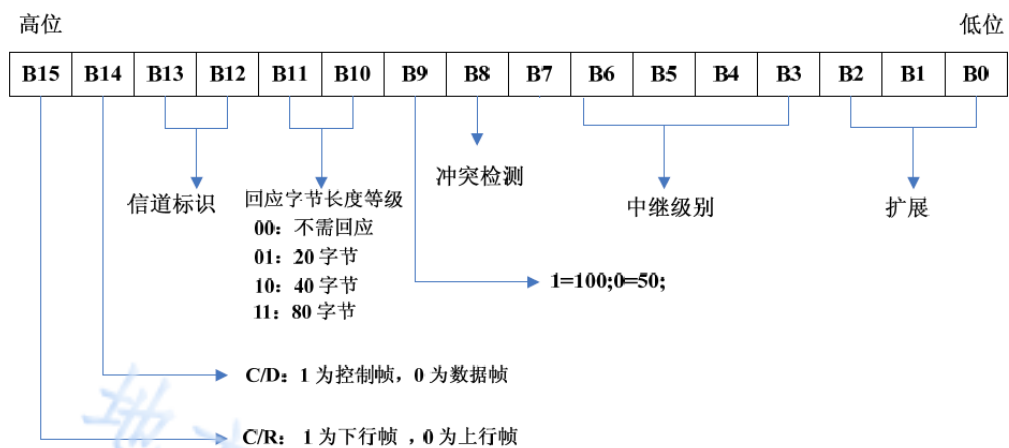 高位 低位
B15 B14 B13 B12 B11 B10 B9 B8 B7 B6 B5 B4 B3 B2 B1 B0
冲突检测
信道标识
回应字节长度等级
00：不需回应
01：20 字节
10：40 字节
11：80 字节
中继级别
扩展
1=100;0=50;
C/D：1 为控制帧，0 为数据帧
C/R： 1 为下行帧 ，0 为上行帧